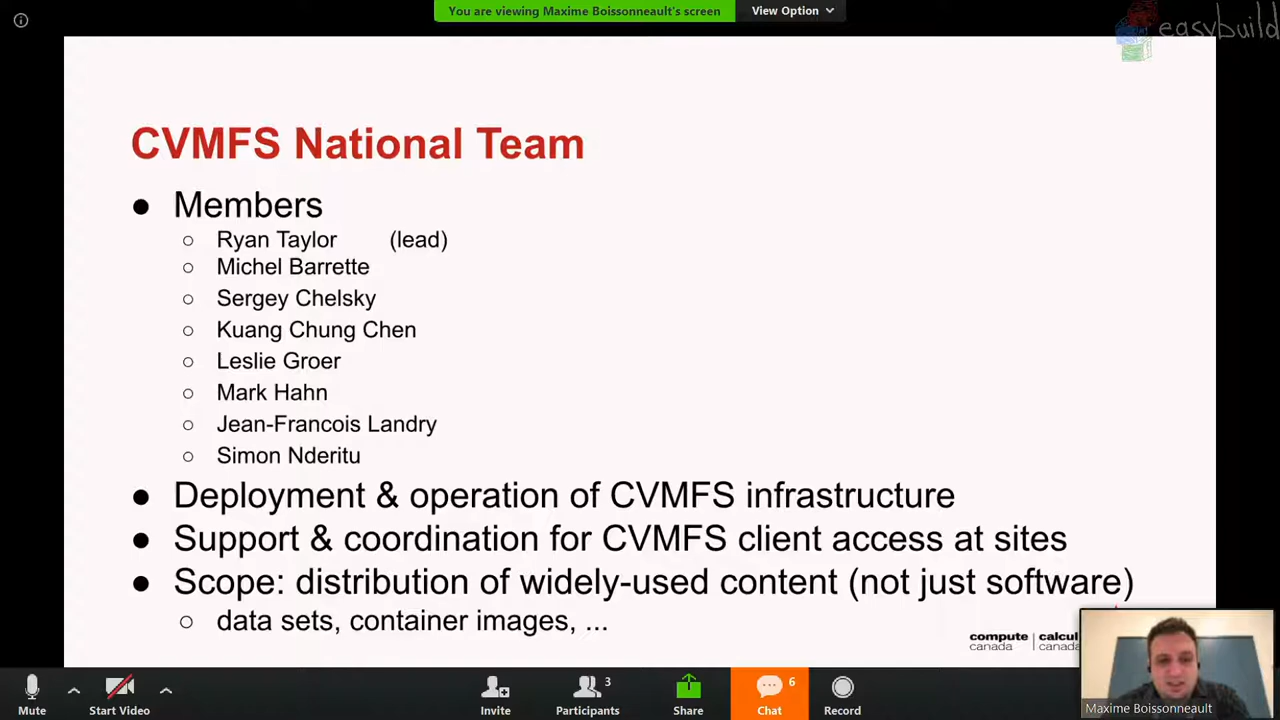 You are viewing Maxime Boissonneault's screen
View Option
easybuild
CVMFS National Team
● Members
○ Ryan Taylor (lead)
○ Michel Barrette
○ Sergey Chelsky
○ Kuang Chung Chen
○ Leslie Groer
○ Mark Hahn
○ Jean-Francois Landry
○ Simon Nderitu
● Deployment & operation of CVMFS infrastructure
● Support & coordination for CVMFS client access at sites
● Scope: distribution of widely-used content (not just software)
○ data sets, container images, ...
compute | calcul
canada | canada
Maxime Boissonneault
Mute
Start Video
Invite
3
Participants
Share
6
Chat
Record